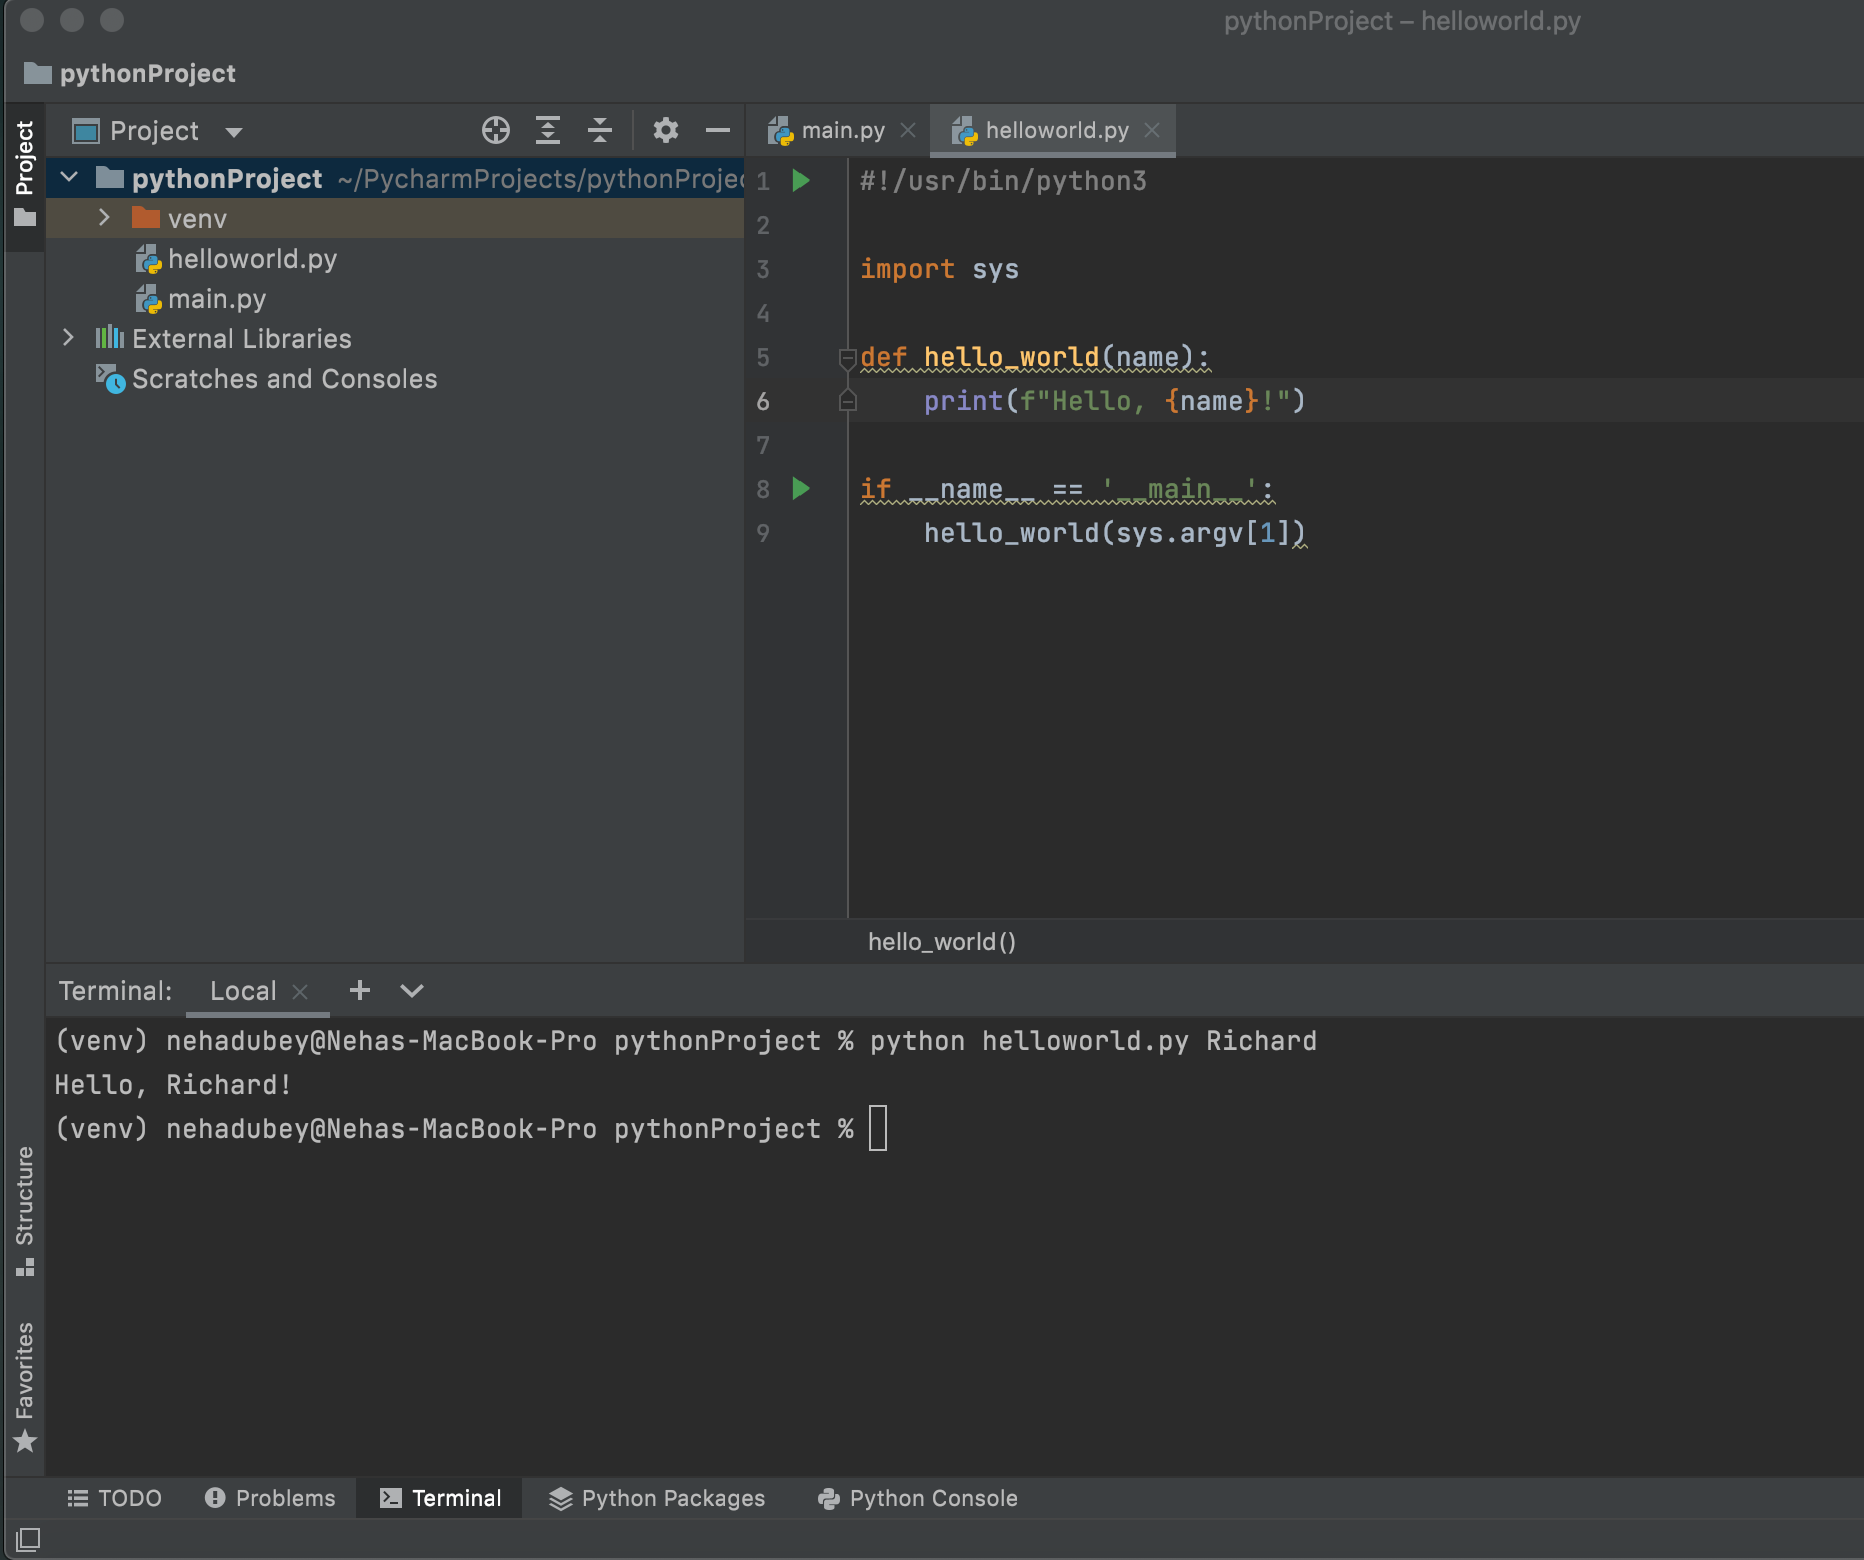 pythonProject – helloworld.py
pythonProject
Project
Project
main.py
helloworld.py
pythonProject ~/PycharmProjects/pythonProjec
venv
helloworld.py
main.py
External Libraries
Scratches and Consoles
1 #!/usr/bin/python3
2
3 import sys
4
5 def hello_world(name):
6     print(f"Hello, {name}!")
7
8 if __name__ == '__main__':
9     hello_world(sys.argv[1])
hello_world()
Terminal: Local
(venv) nehadubey@Nehas-MacBook-Pro pythonProject % python helloworld.py Richard
Hello, Richard!
(venv) nehadubey@Nehas-MacBook-Pro pythonProject %
Structure
Favorites
TODO Problems Terminal Python Packages Python Console